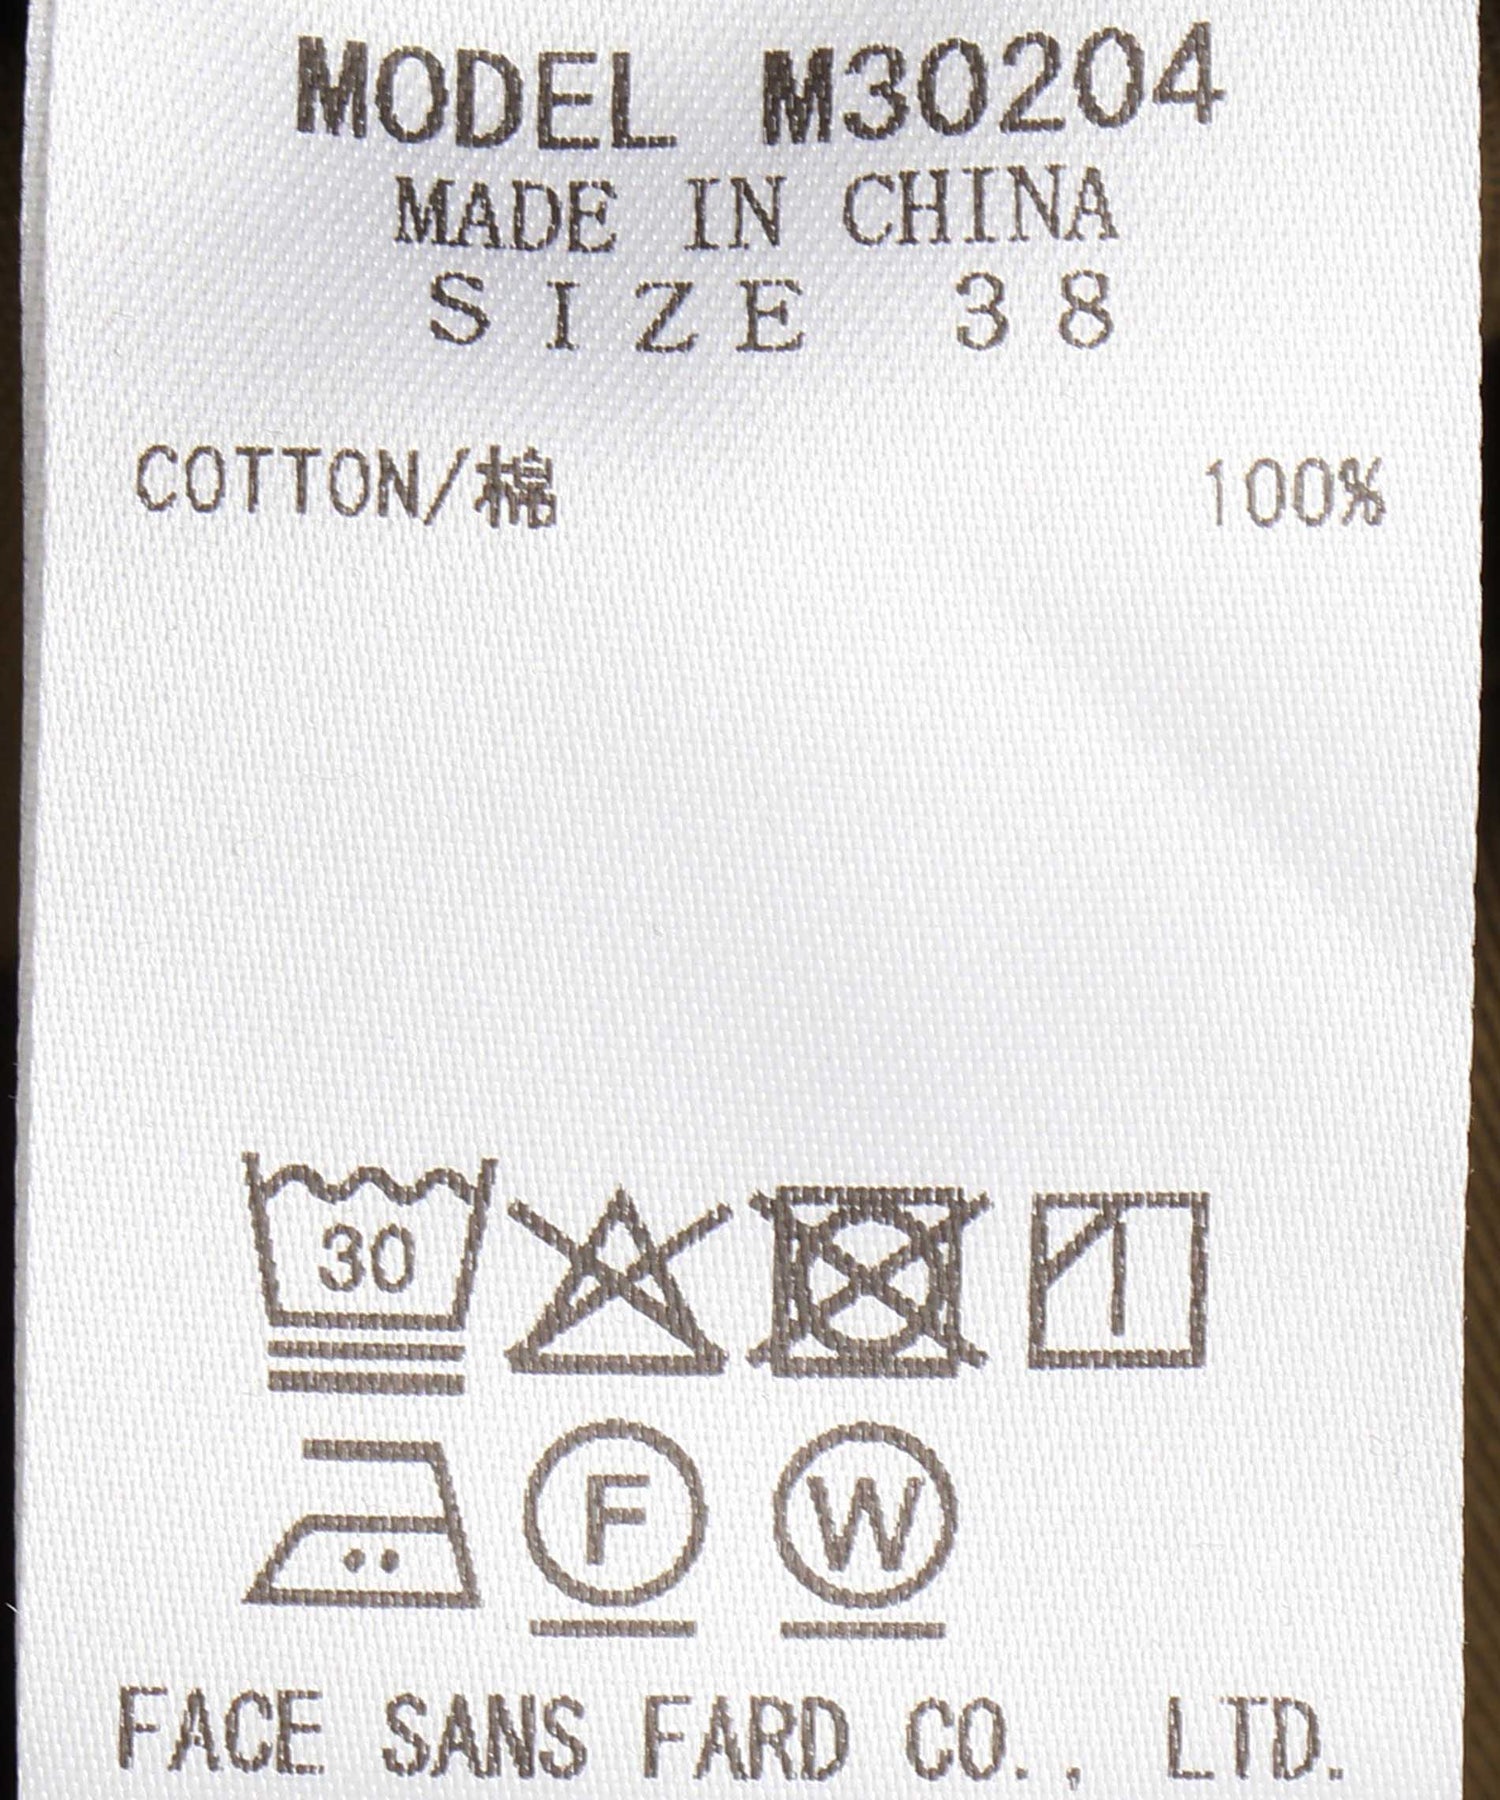 MODEL M30204
MADE IN CHINA
SIZE 38
COTTON/棉 100%
30
F W
FACE SANS FARD CO., LTD.